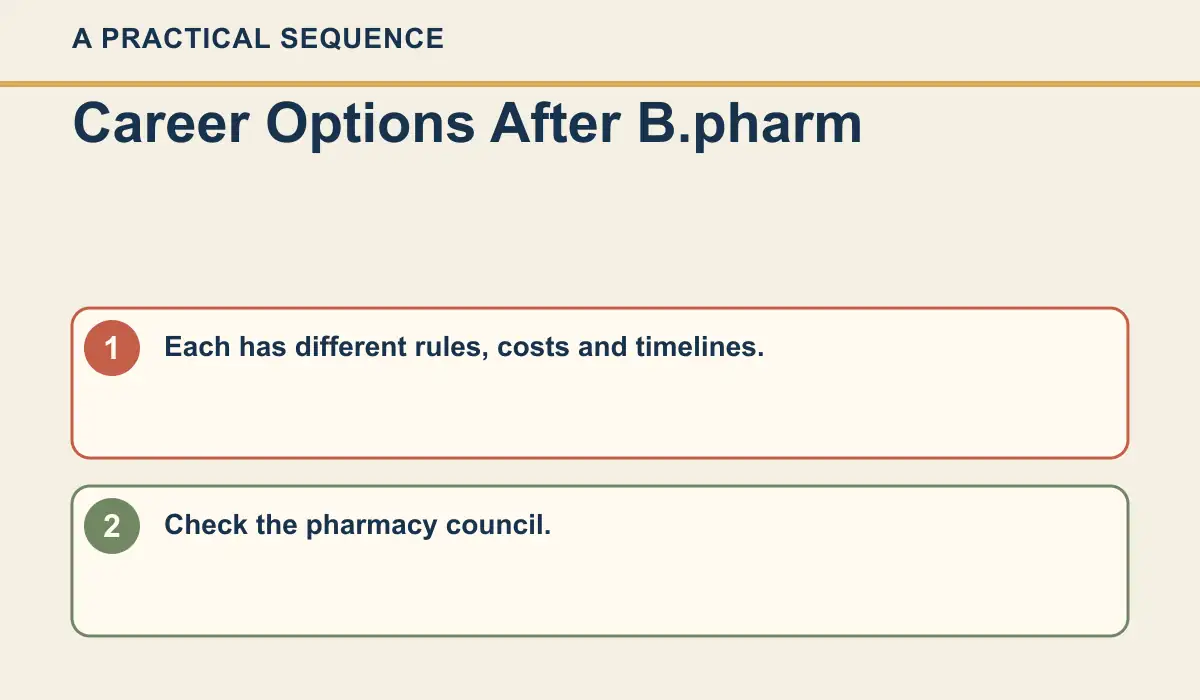 A PRACTICAL SEQUENCE
Career Options After B.pharm
1 Each has different rules, costs and timelines.
2 Check the pharmacy council.